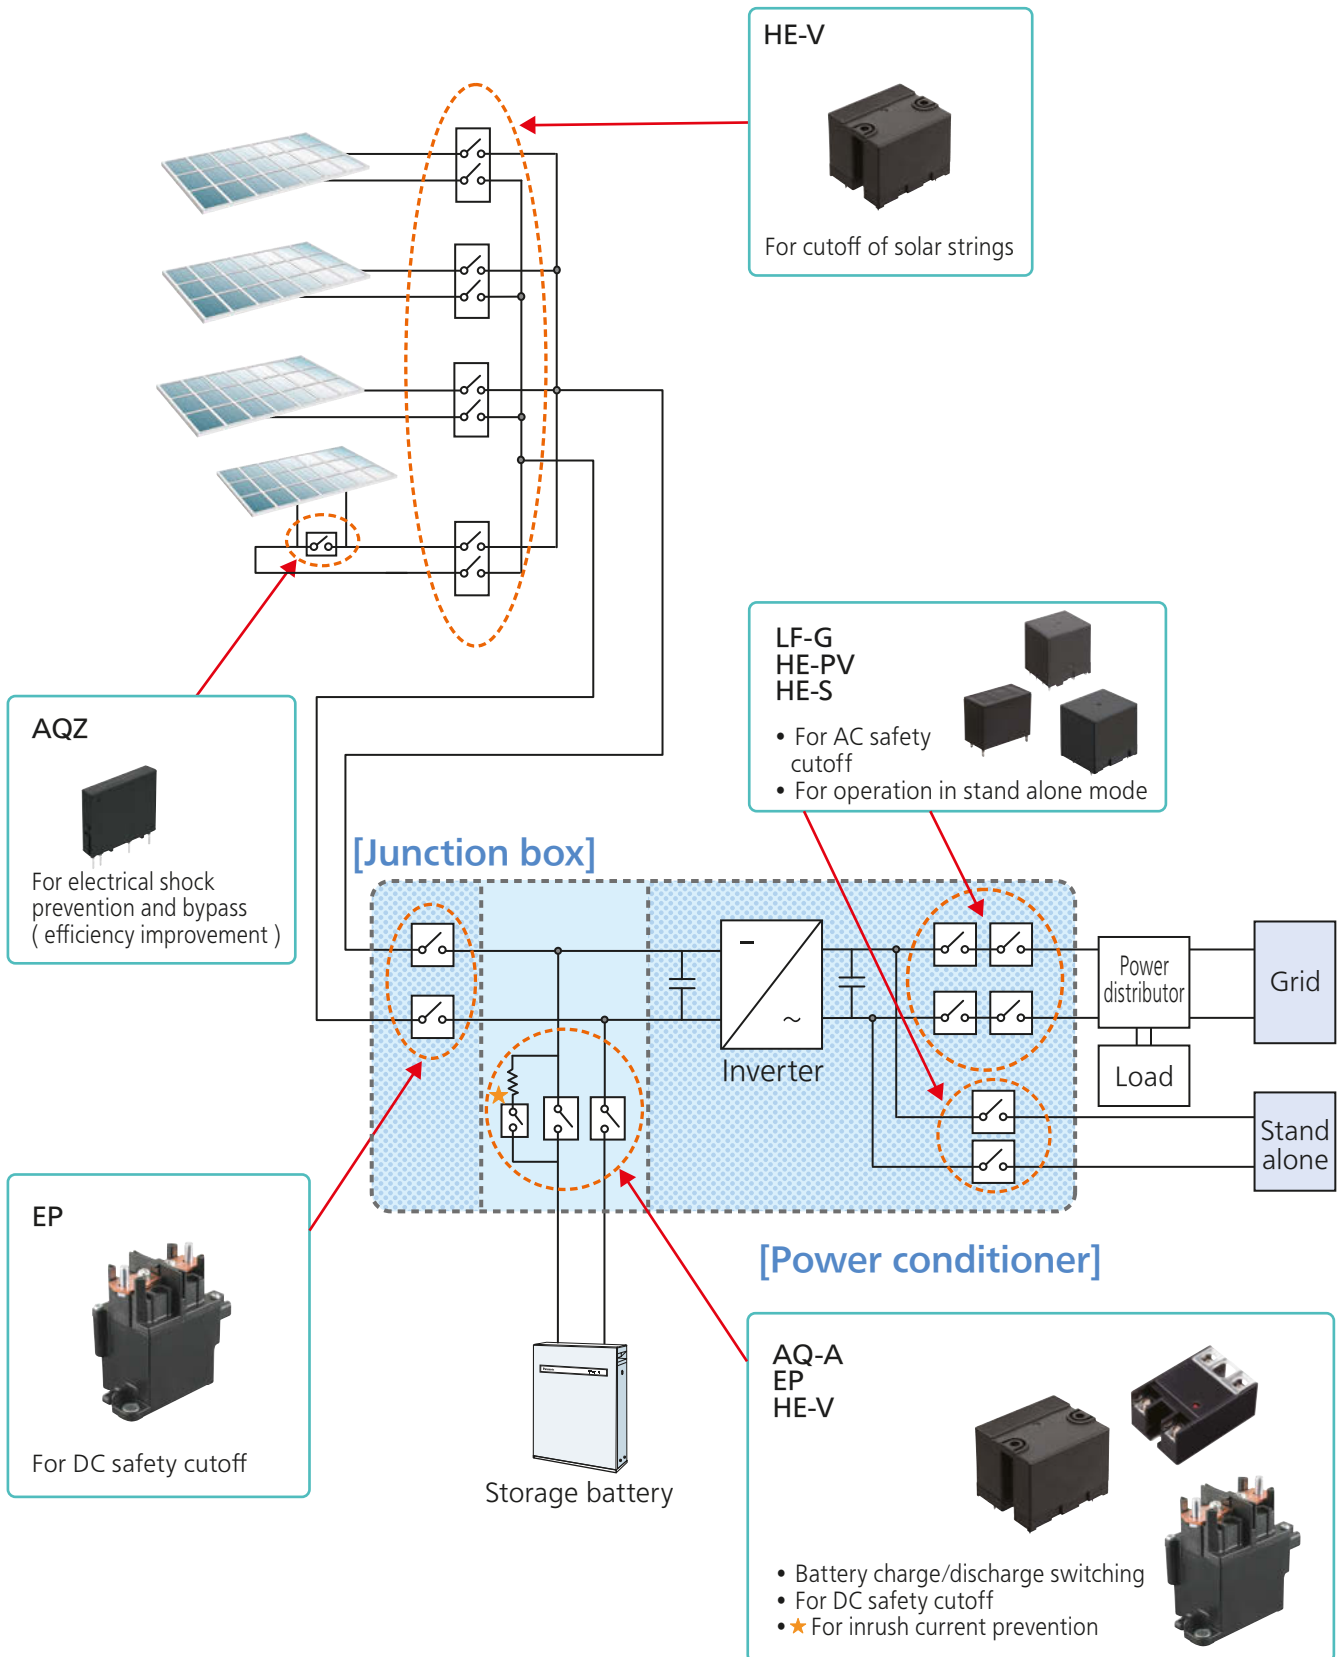 HE-V
For cutoff of solar strings
LF-G
HE-PV
HE-S
• For AC safety
cutoff
• For operation in stand alone mode
AQZ
For electrical shock
prevention and bypass
( efficiency improvement )
[Junction box]
Inverter
Power
distributor
Load
Grid
Stand
alone
EP
For DC safety cutoff
[Power conditioner]
Storage battery
AQ-A
EP
HE-V
• Battery charge/discharge switching
• For DC safety cutoff
• ★ For inrush current prevention